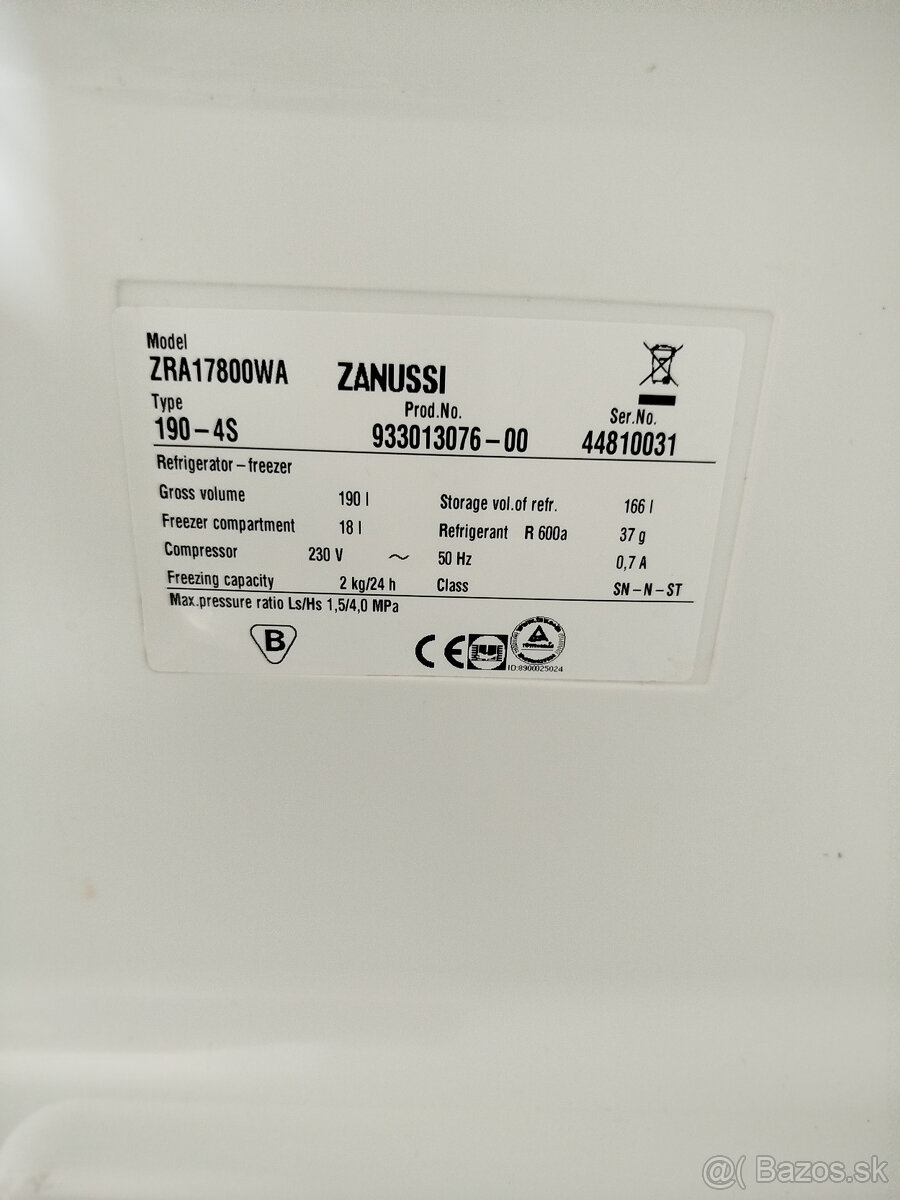 Model
ZRA17800WA ZANUSSI
Type Prod.No. Ser.No.
190-4S 933013076-00 44810031
Refrigerator-freezer
Gross volume 190 l Storage vol.of refr. 166 l
Freezer compartment 18 l Refrigerant R 600a 37 g
Compressor 230 V ~ 50 Hz 0,7 A
Freezing capacity 2 kg/24 h Class SN-N-ST
Max.pressure ratio Ls/Hs 1,5/4,0 MPa
B CE
ID:8900025024
@( Bazos.sk